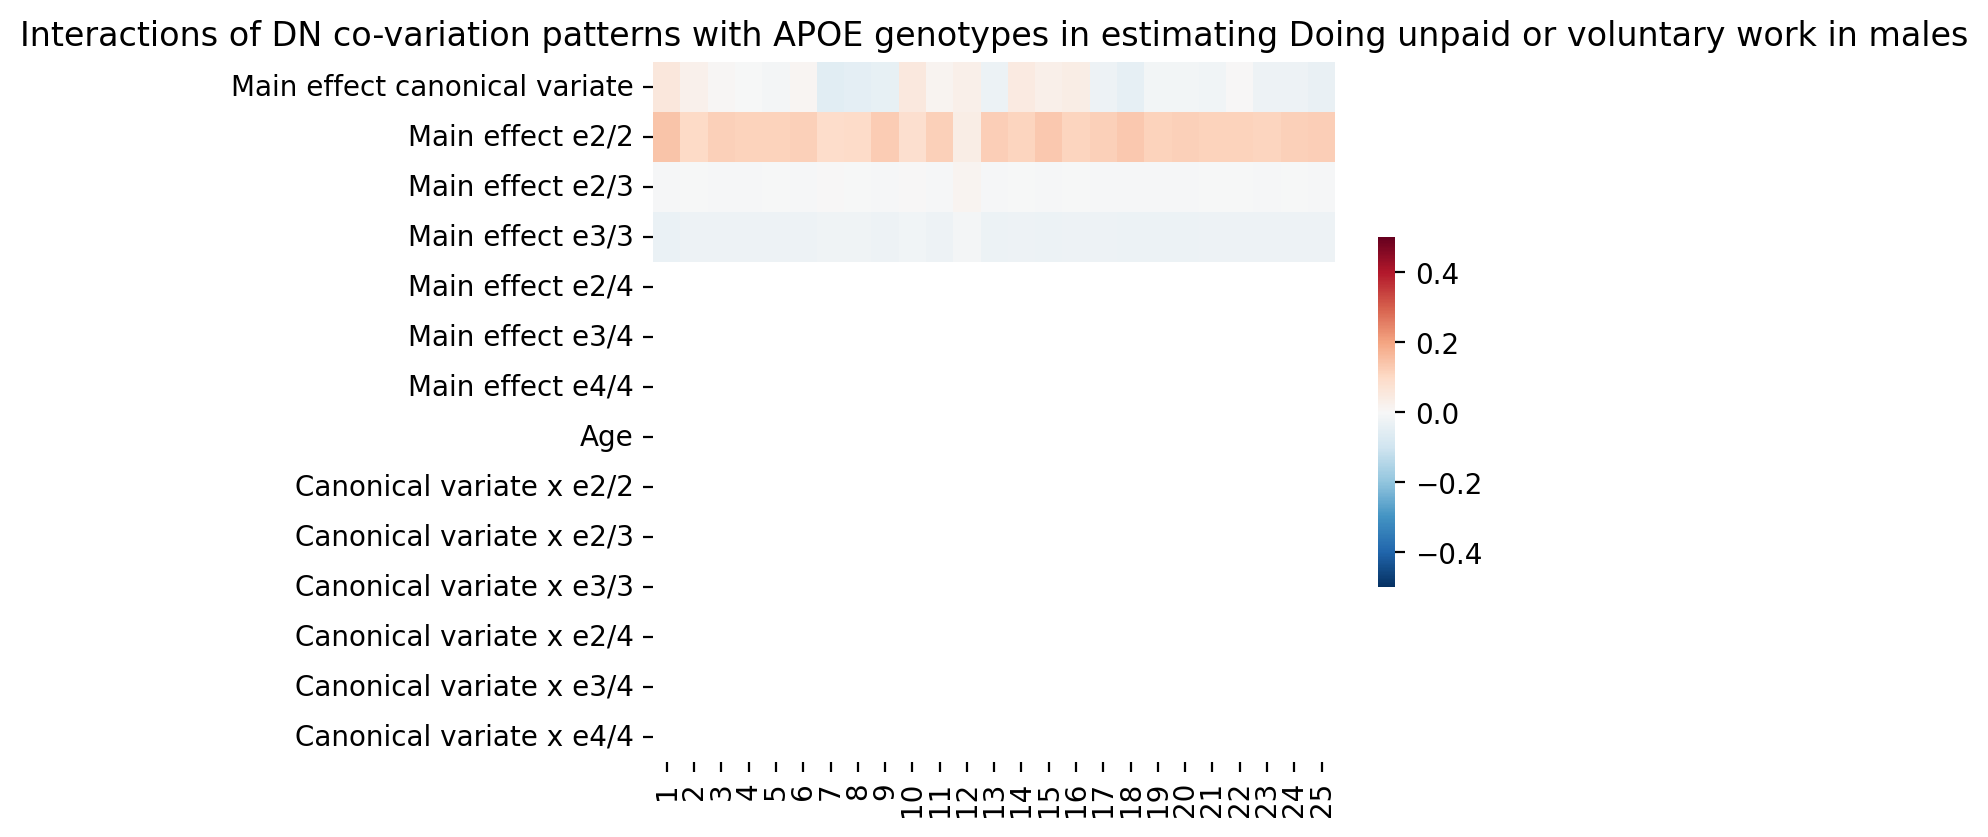 Interactions of DN co-variation patterns with APOE genotypes in estimating Doing unpaid or voluntary work in males
Main effect canonical variate
Main effect e2/2
Main effect e2/3
Main effect e3/3
Main effect e2/4
Main effect e3/4
Main effect e4/4
Age
Canonical variate x e2/2
Canonical variate x e2/3
Canonical variate x e3/3
Canonical variate x e2/4
Canonical variate x e3/4
Canonical variate x e4/4
1 2 3 4 5 6 7 8 9 10 11 12 13 14 15 16 17 18 19 20 21 22 23 24 25
0.4
0.2
0.0
−0.2
−0.4